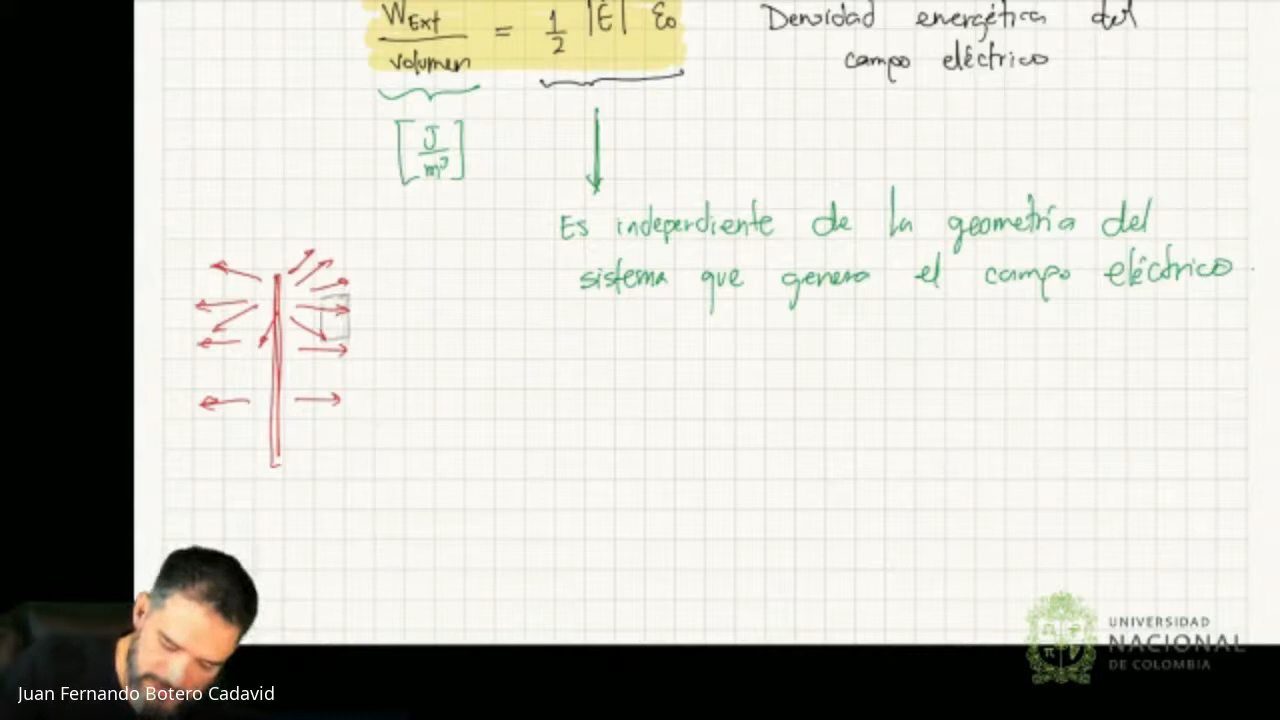 W_Ext / volumen = 1/2 |E| ε₀ Densidad energética del
campo eléctrico
[J/m³]
Es independiente de la geometría del
sistema que genera el campo eléctrico
UNIVERSIDAD
NACIONAL
DE COLOMBIA
Juan Fernando Botero Cadavid